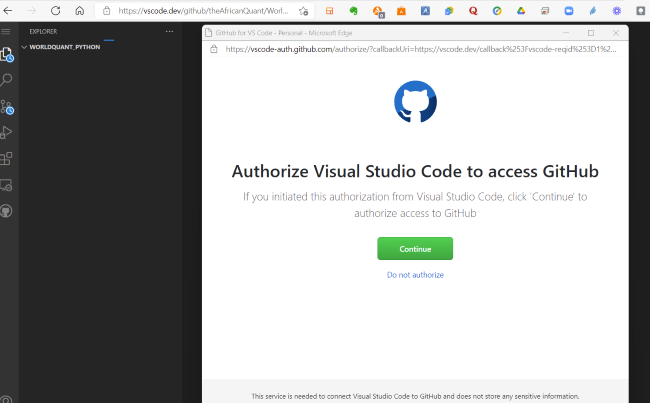 https://vscode.dev/github/theAfricanQuant/Worl...
EXPLORER
WORLDQUANT_PYTHON
GitHub for VS Code - Personal - Microsoft Edge
https://vscode-auth.github.com/authorize/?callbackUri=https://vscode.dev/callback%253Fvscode-reqid%253D1%2...
Authorize Visual Studio Code to access GitHub
If you initiated this authorization from Visual Studio Code, click 'Continue' to
authorize access to GitHub
Continue
Do not authorize
This service is needed to connect Visual Studio Code to GitHub and does not store any sensitive information.